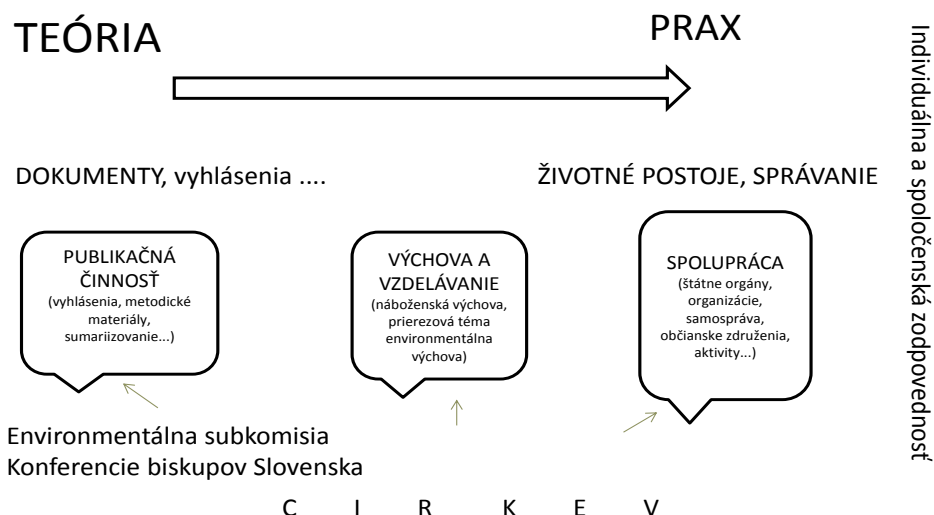 TEÓRIA
PRAX
DOKUMENTY, vyhlásenia ....
ŽIVOTNÉ POSTOJE, SPRÁVANIE
PUBLIKAČNÁ
ČINNOSŤ
(vyhlásenia, metodické
materiály,
sumariizovanie...)
VÝCHOVA A
VZDELÁVANIE
(náboženská výchova,
prierezová téma
environmentálna
výchova)
SPOLUPRÁCA
(štátne orgány,
organizácie,
samospráva,
občianske združenia,
aktivity...)
Environmentálna subkomisia
Konferencie biskupov Slovenska
C I R K E V
Individuálna a spoločenská zodpovednosť